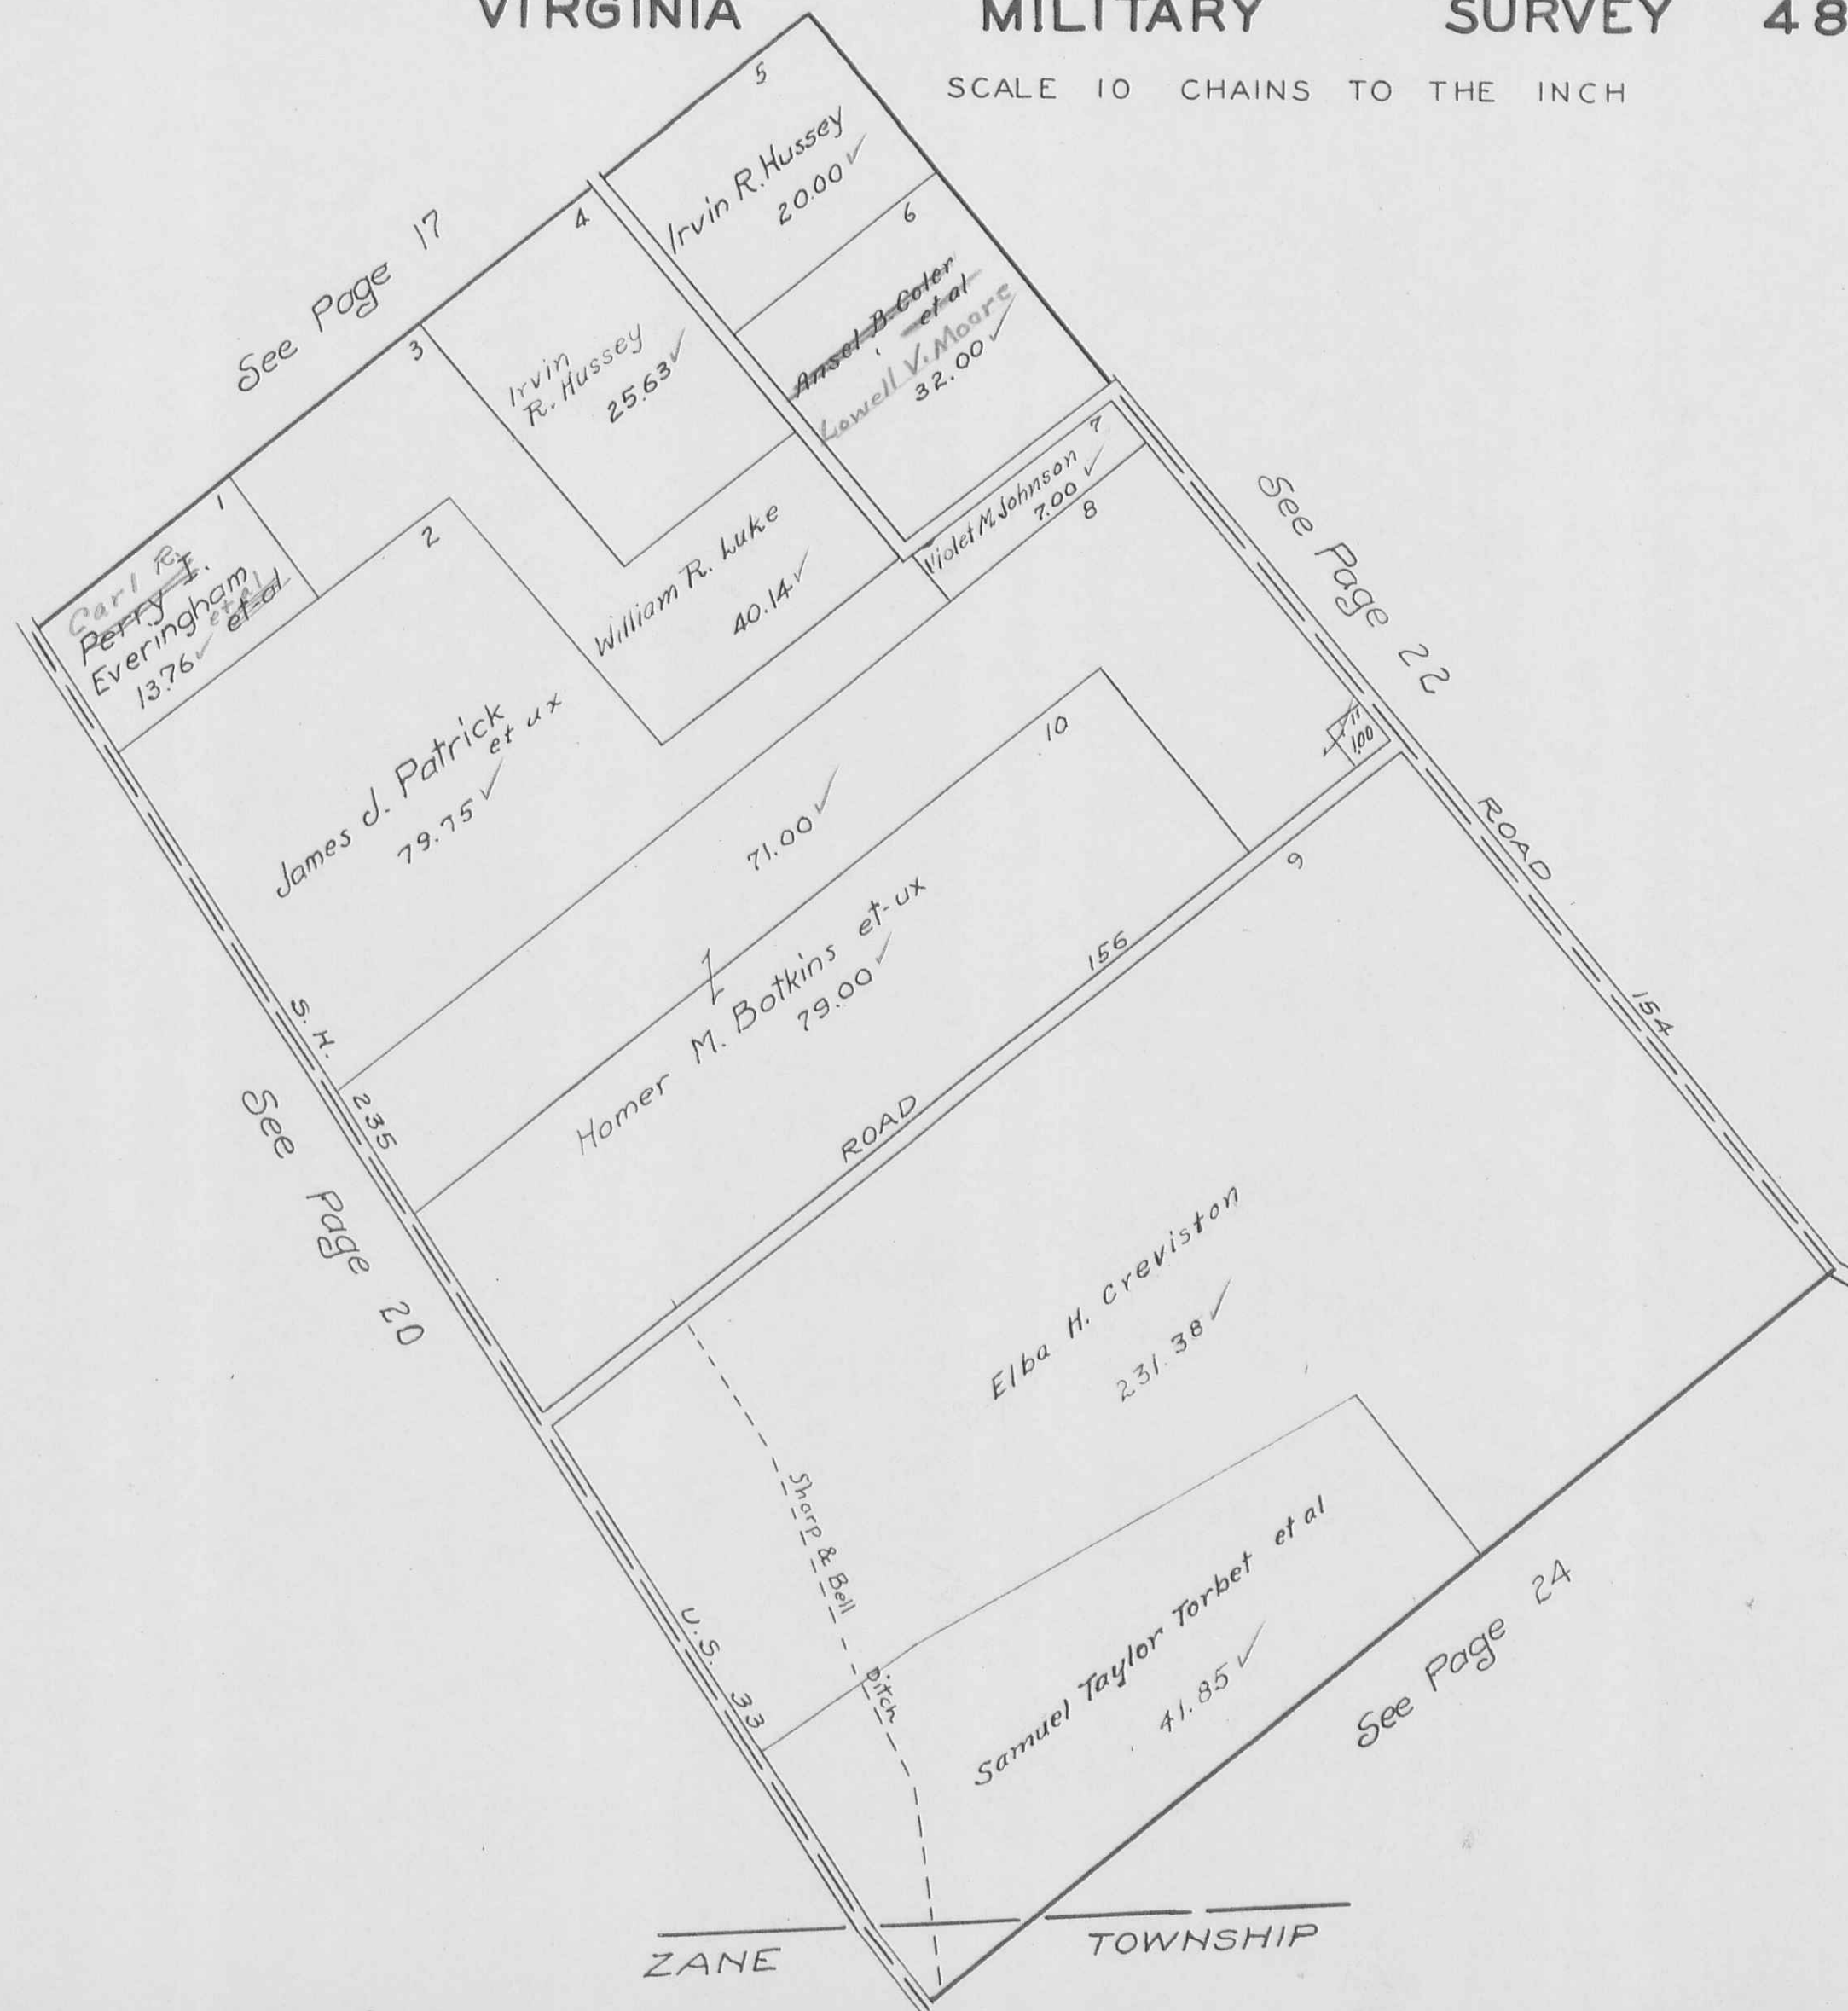 VIRGINIA MILITARY SURVEY 48
SCALE 10 CHAINS TO THE INCH
See Page 17
5
Irvin R. Hussey
20.00 ✓
4
Irvin
R. Hussey
25.63 ✓
6
Ansel B. Coler
et al
Lowell V. Moore
32.00 ✓
3
William R. Luke
40.14 ✓
7
Violet M. Johnson
7.00 ✓
1
Carl R.
Perry I.
Everingham
et al
et al
13.76 ✓
2
James J. Patrick
et ux
79.75 ✓
8
71.00 ✓
See Page 22
11
1.00
10
Homer M. Botkins et-ux
79.00 ✓
ROAD 156
ROAD 154
S. H. 235
See Page 20
9
Elba H. Creviston
231.38 ✓
Sharp & Bell Ditch
U.S. 33
Samuel Taylor Torbet et al
41.85 ✓
See Page 24
ZANE TOWNSHIP